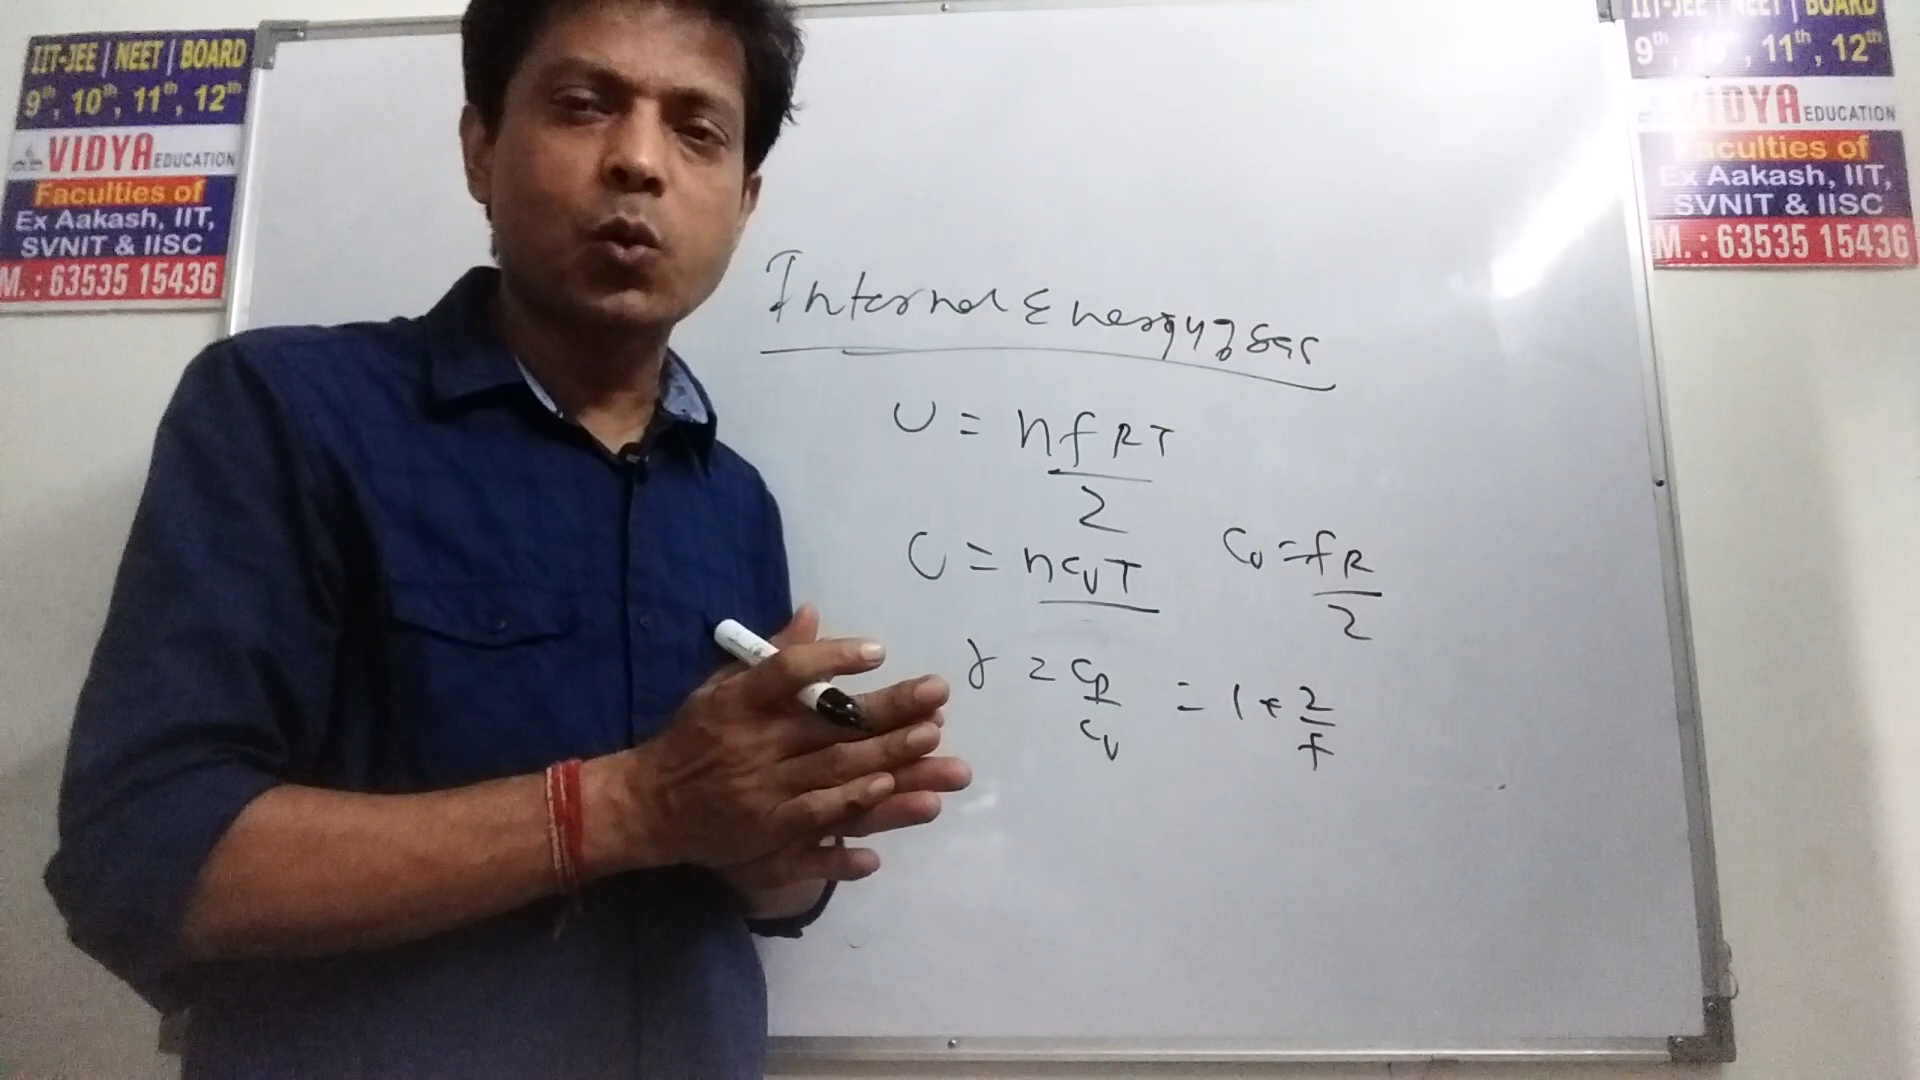 IIT-JEE | NEET | BOARD
9th, 10th, 11th, 12th
VIDYA EDUCATION
Faculties of
Ex Aakash, IIT,
SVNIT & IISC
M. : 63535 15436
Internal Energy of Gas
U = nfRT/2
U = nCvT Cv = fR/2
γ = Cp/Cv = 1 + 2/f
IIT-JEE | NEET | BOARD
9th, 10th, 11th, 12th
VIDYA EDUCATION
Faculties of
Ex Aakash, IIT,
SVNIT & IISC
M. : 63535 15436